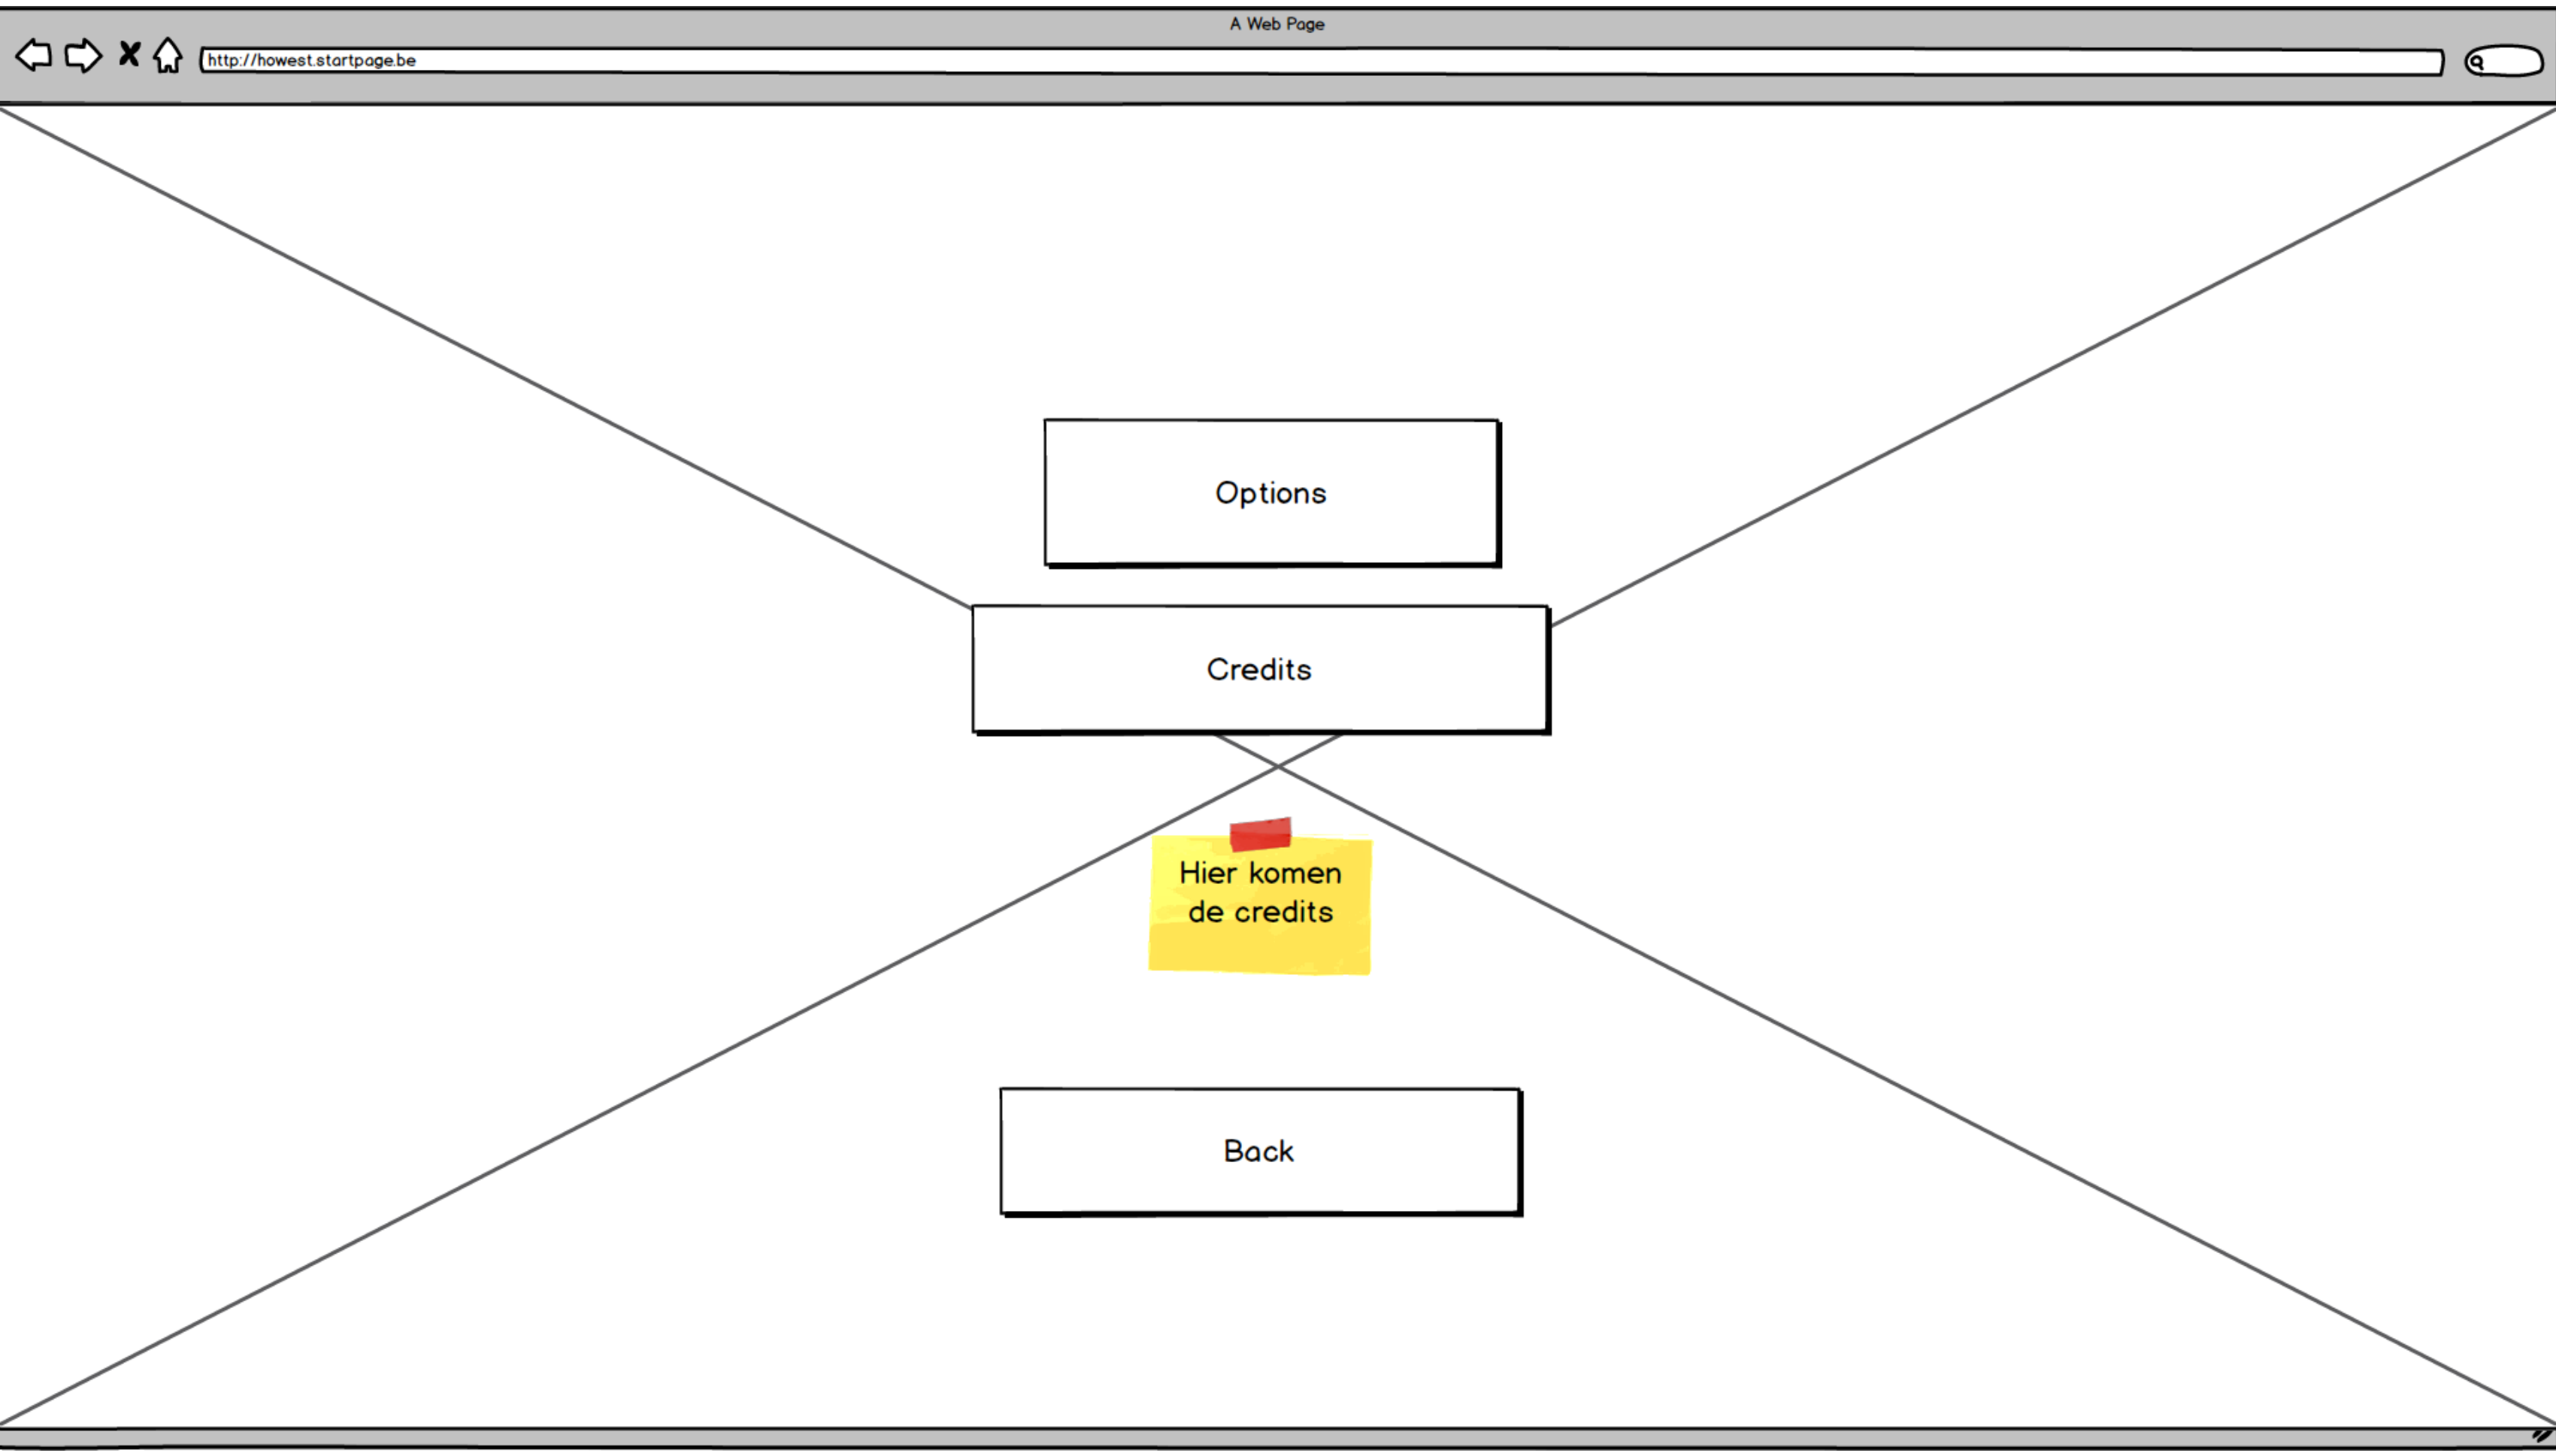 A Web Page
http://howest.startpage.be
Options
Credits
Hier komen
de credits
Back